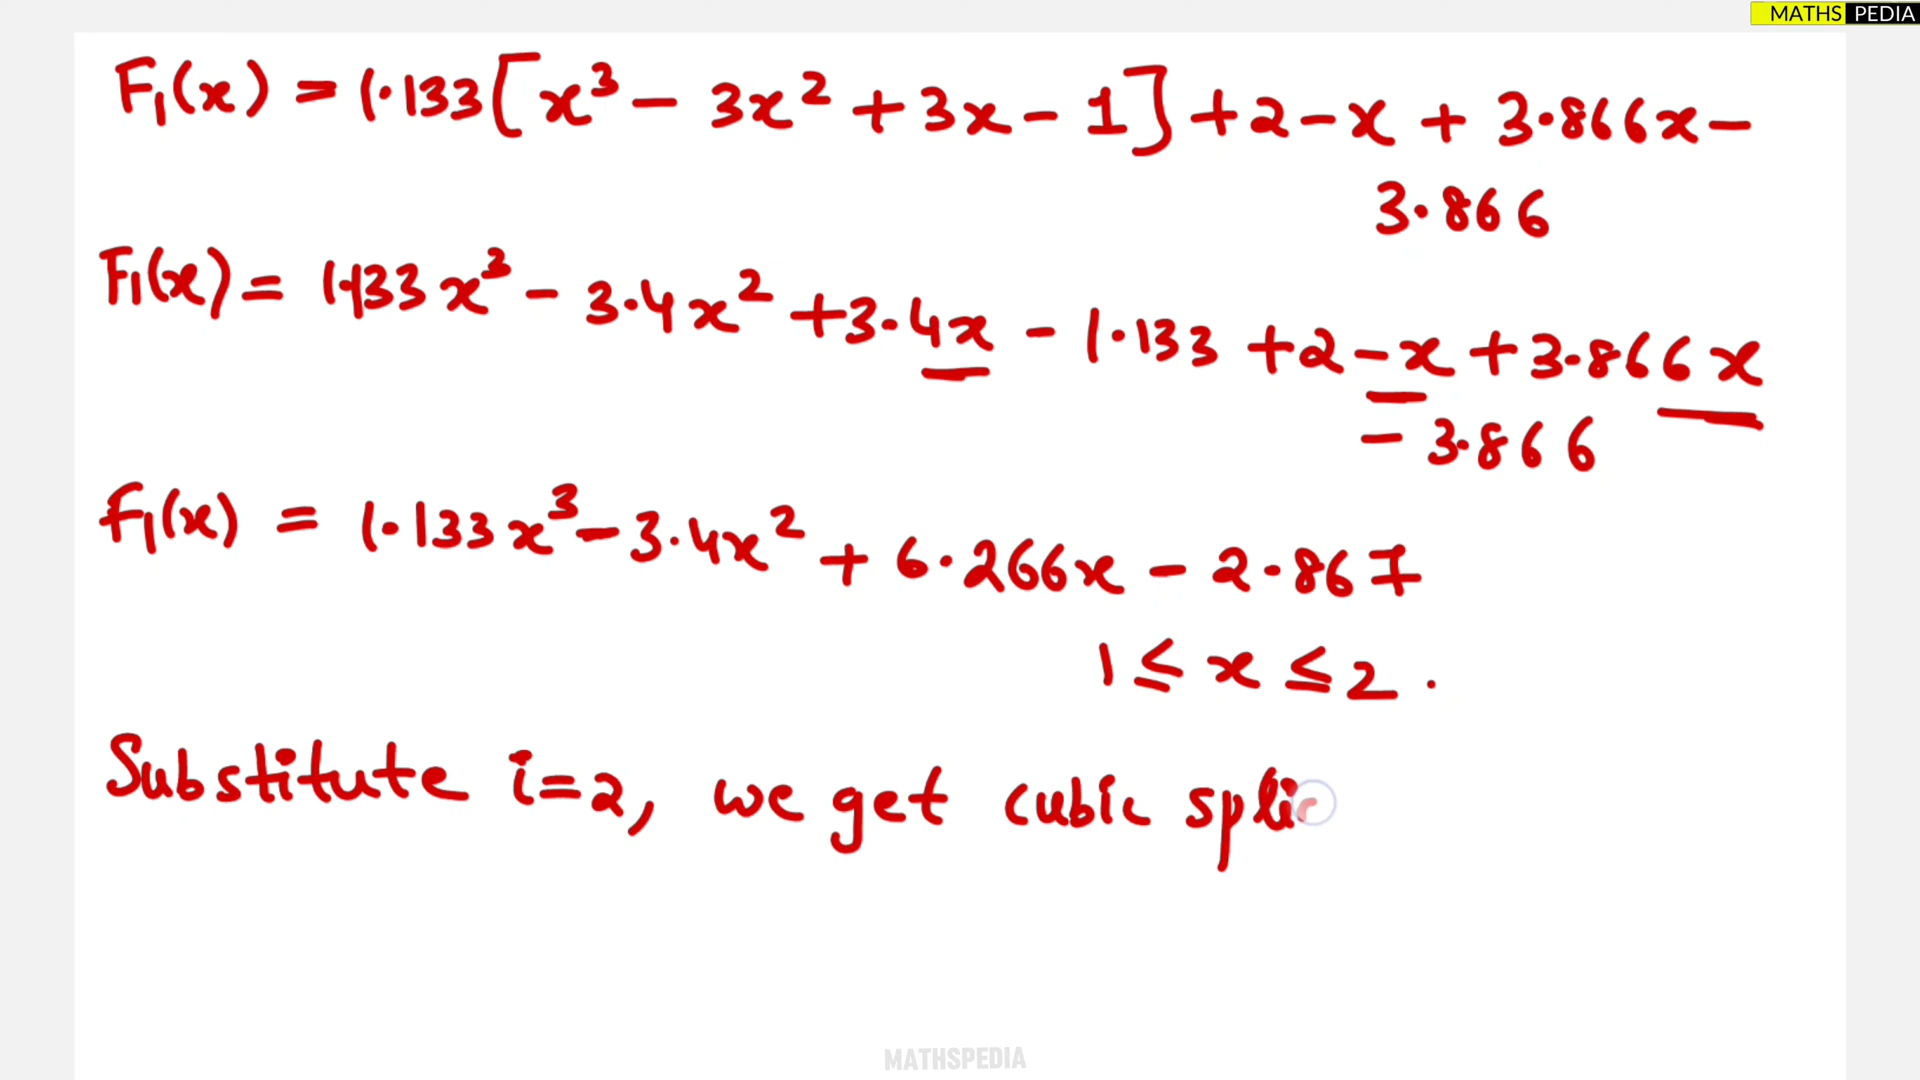 MATHS PEDIA
F₁(x) = 1.133[x³ - 3x² + 3x - 1] + 2 - x + 3.866x -
3.866
F₁(x) = 1.133x³ - 3.4x² + 3.4x - 1.133 + 2 - x + 3.866x
- 3.866
F₁(x) = 1.133x³ - 3.4x² + 6.266x - 2.867
1 ≤ x ≤ 2 .
Substitute i=2, we get cubic spli
MATHSPEDIA